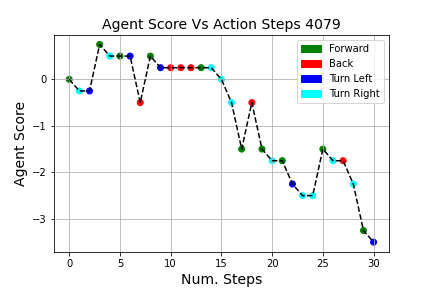 Agent Score Vs Action Steps 4079
Forward
Back
Turn Left
Turn Right
Agent Score
0
−1
−2
−3
0 5 10 15 20 25 30
Num. Steps